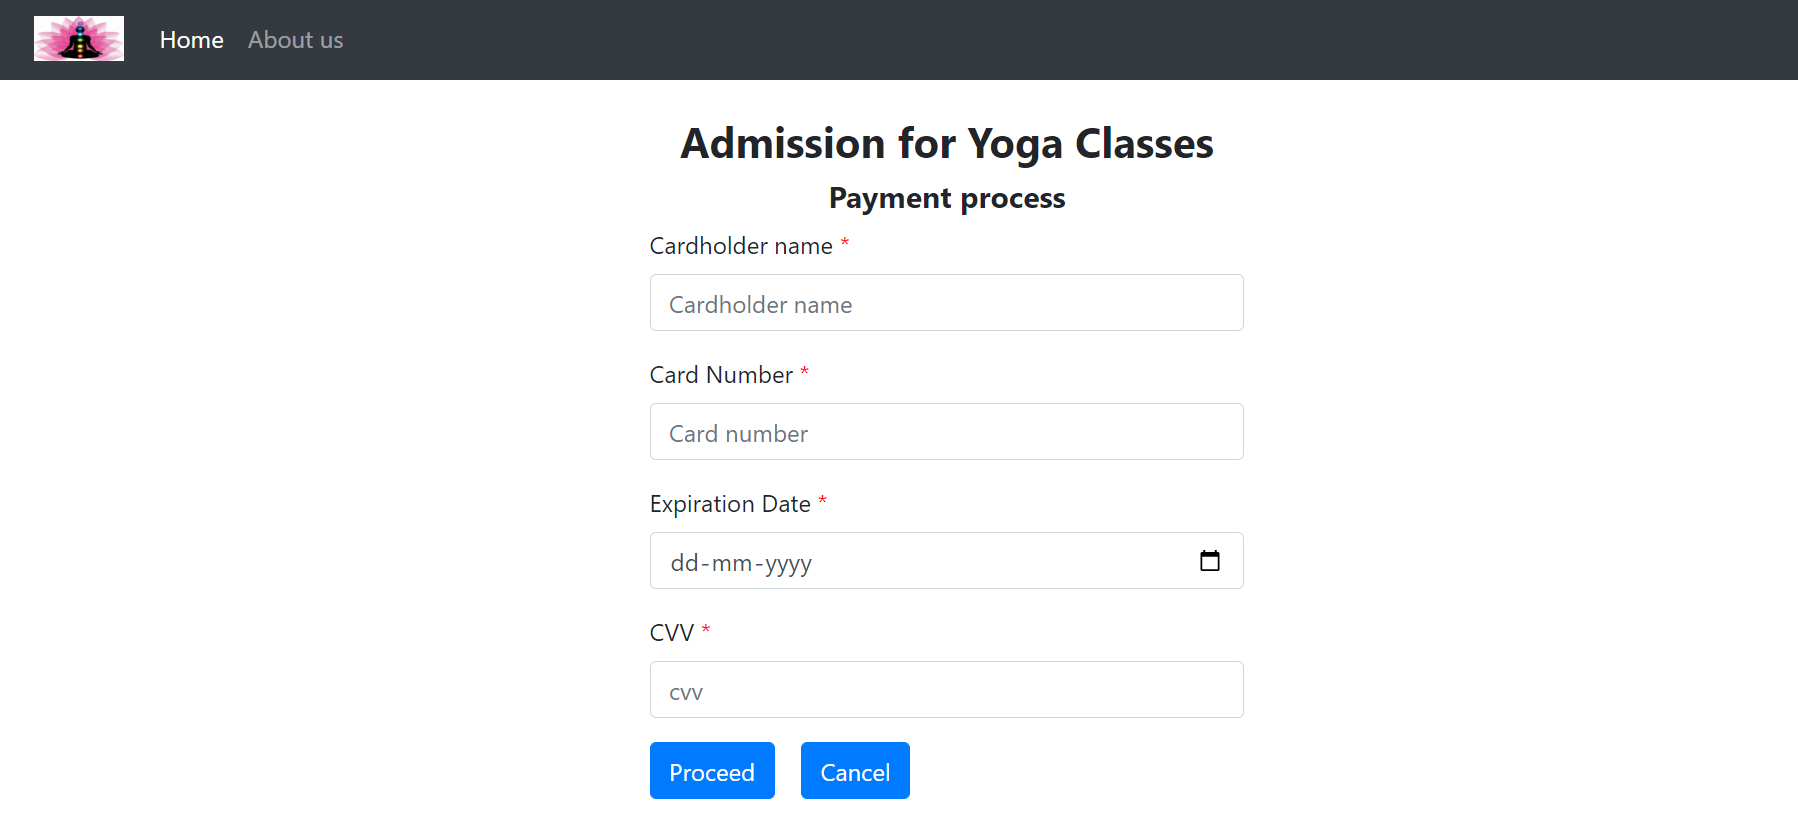 Home About us
Admission for Yoga Classes
Payment process
Cardholder name *
Cardholder name
Card Number *
Card number
Expiration Date *
dd-mm-yyyy
CVV *
cvv
Proceed Cancel